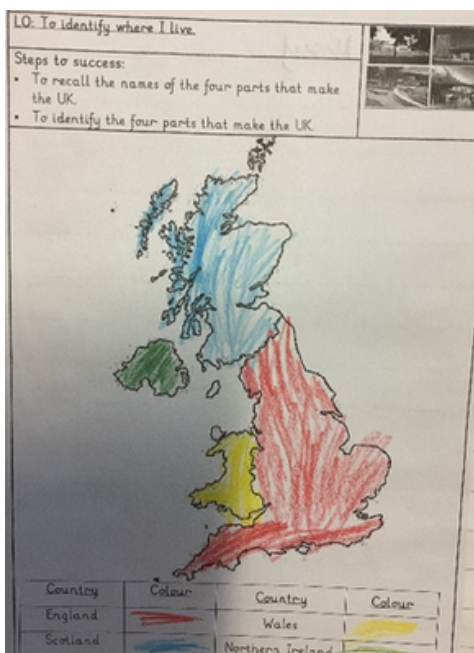 LO: To identify where I live.
Steps to success:
• To recall the names of the four parts that make
the UK.
• To identify the four parts that make the UK.
Country Colour Country Colour
England Wales
Scotland Northern Ireland